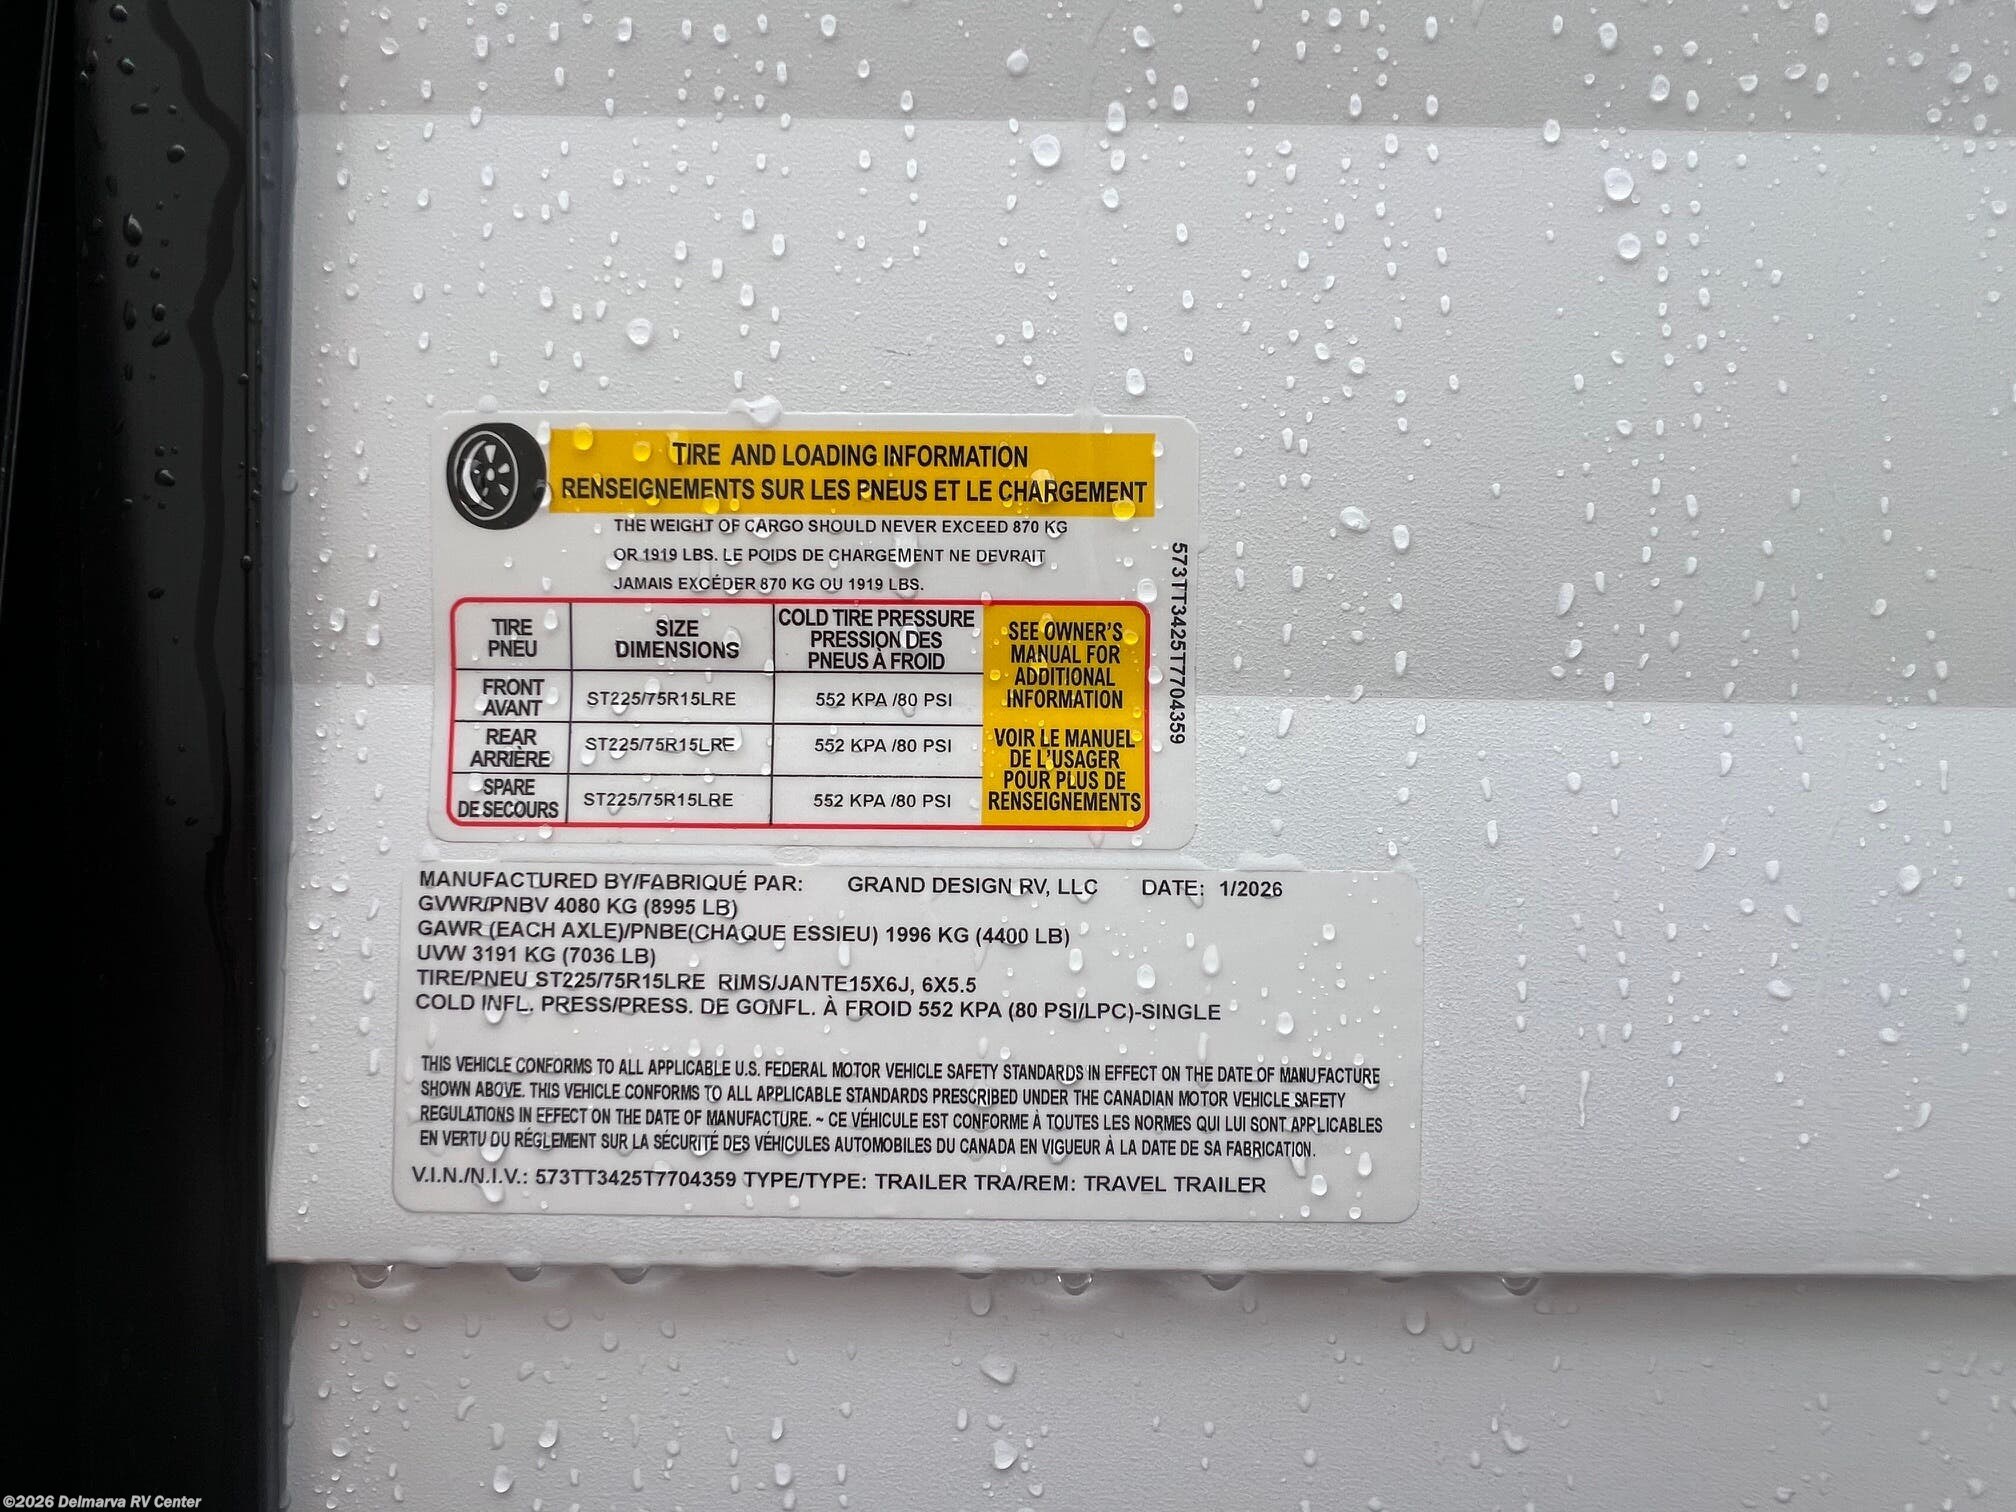 TIRE AND LOADING INFORMATION
RENSEIGNEMENTS SUR LES PNEUS ET LE CHARGEMENT
THE WEIGHT OF CARGO SHOULD NEVER EXCEED 870 KG
OR 1919 LBS. LE POIDS DE CHARGEMENT NE DEVRAIT
JAMAIS EXCÉDER 870 KG OU 1919 LBS.
TIRE
PNEU
SIZE
DIMENSIONS
COLD TIRE PRESSURE
PRESSION DES
PNEUS À FROID
FRONT
AVANT
ST225/75R15LRE
552 KPA /80 PSI
REAR
ARRIÈRE
ST225/75R15LRE
552 KPA /80 PSI
SPARE
DE SECOURS
ST225/75R15LRE
552 KPA /80 PSI
SEE OWNER'S
MANUAL FOR
ADDITIONAL
INFORMATION
VOIR LE MANUEL
DE L'USAGER
POUR PLUS DE
RENSEIGNEMENTS
573TT3425T7704359
MANUFACTURED BY/FABRIQUÉ PAR: GRAND DESIGN RV, LLC DATE: 1/2026
GVWR/PNBV 4080 KG (8995 LB)
GAWR (EACH AXLE)/PNBE(CHAQUE ESSIEU) 1996 KG (4400 LB)
UVW 3191 KG (7036 LB)
TIRE/PNEU ST225/75R15LRE RIMS/JANTE15X6J, 6X5.5
COLD INFL. PRESS/PRESS. DE GONFL. À FROID 552 KPA (80 PSI/LPC)-SINGLE
THIS VEHICLE CONFORMS TO ALL APPLICABLE U.S. FEDERAL MOTOR VEHICLE SAFETY STANDARDS IN EFFECT ON THE DATE OF MANUFACTURE
SHOWN ABOVE. THIS VEHICLE CONFORMS TO ALL APPLICABLE STANDARDS PRESCRIBED UNDER THE CANADIAN MOTOR VEHICLE SAFETY
REGULATIONS IN EFFECT ON THE DATE OF MANUFACTURE. ~ CE VÉHICULE EST CONFORME À TOUTES LES NORMES QUI LUI SONT APPLICABLES
EN VERTU DU RÉGLEMENT SUR LA SÉCURITÉ DES VÉHICULES AUTOMOBILES DU CANADA EN VIGUEUR À LA DATE DE SA FABRICATION.
V.I.N./N.I.V.: 573TT3425T7704359 TYPE/TYPE: TRAILER TRA/REM: TRAVEL TRAILER
©2026 Delmarva RV Center